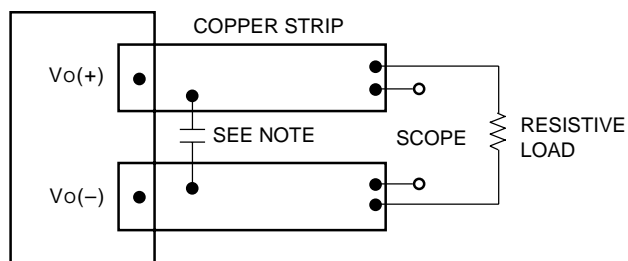 COPPER STRIP
Vo(+)
SEE NOTE
SCOPE
RESISTIVE
LOAD
Vo(–)